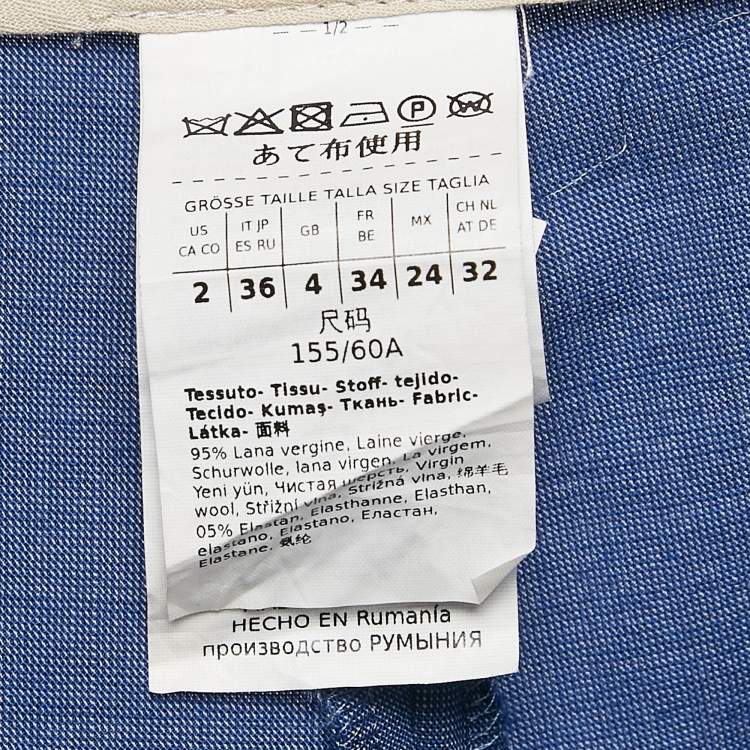 1/2
P W
あて布使用
GRÖSSE TAILLE TALLA SIZE TAGLIA
US CA CO | IT JP ES RU | GB | FR BE | MX | CH NL AT DE
2 | 36 | 4 | 34 | 24 | 32
尺码
155/60A
Tessuto- Tissu- Stoff- tejido-
Tecido- Kumaş- Ткань- Fabric-
Látka- 面料
95% Lana vergine, Laine vierge,
Schurwolle, lana virgen, La virgem,
Yeni yün, Чистая шерсть, Virgin
wool, Střižní vlna, Strižná vlna, 绵羊毛
05% Elastan, Elasthanne, Elasthan,
elastano, Elastano, Еластан,
Elastane, 氨纶
HECHO EN Rumanía
производство РУМЫНИЯ